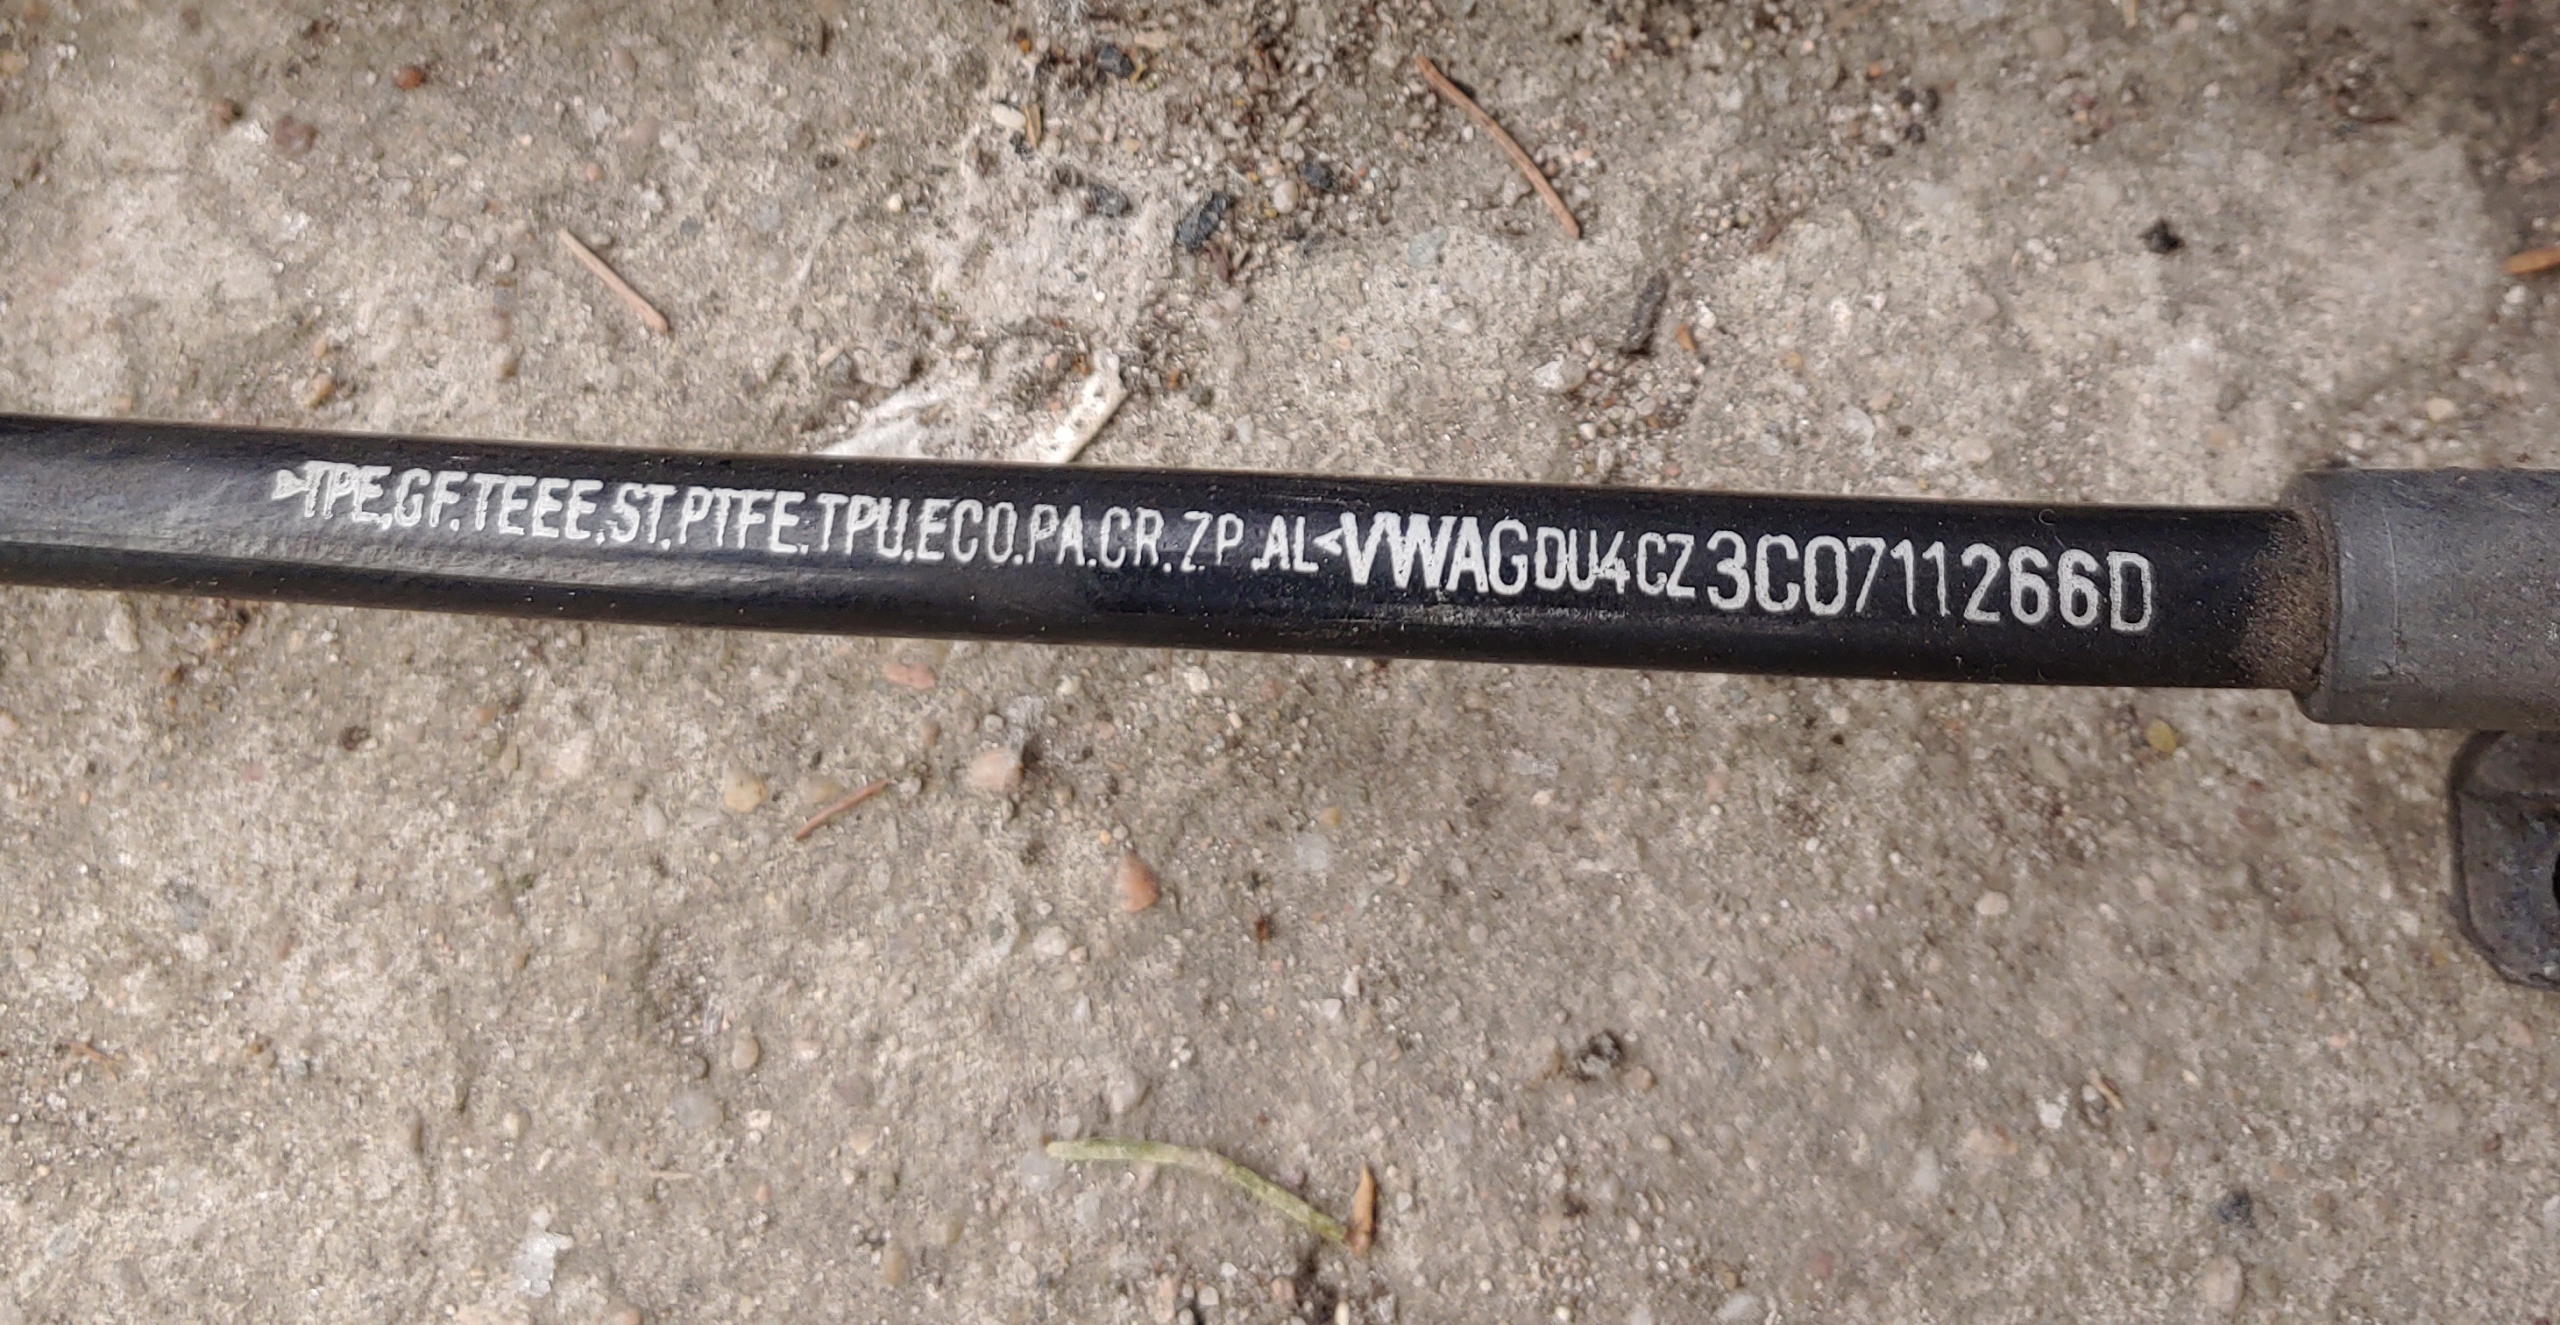 >TPE,GF.TEEE.ST.PTFE.TPU.ECO.PA.CR.ZP.AL<VWAG DU4 CZ 3C0711266D